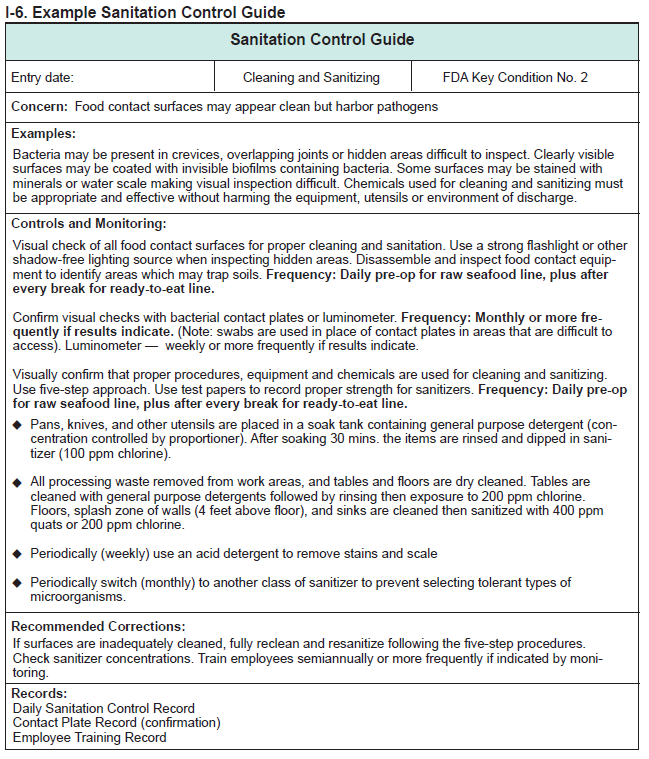 I-6. Example Sanitation Control Guide
Sanitation Control Guide
Entry date:
Cleaning and Sanitizing
FDA Key Condition No. 2
Concern: Food contact surfaces may appear clean but harbor pathogens
Examples:
Bacteria may be present in crevices, overlapping joints or hidden areas difficult to inspect. Clearly visible
surfaces may be coated with invisible biofilms containing bacteria. Some surfaces may be stained with
minerals or water scale making visual inspection difficult. Chemicals used for cleaning and sanitizing must
be appropriate and effective without harming the equipment, utensils or environment of discharge.
Controls and Monitoring:
Visual check of all food contact surfaces for proper cleaning and sanitation. Use a strong flashlight or other
shadow-free lighting source when inspecting hidden areas. Disassemble and inspect food contact equip-
ment to identify areas which may trap soils. Frequency: Daily pre-op for raw seafood line, plus after
every break for ready-to-eat line.
Confirm visual checks with bacterial contact plates or luminometer. Frequency: Monthly or more fre-
quently if results indicate. (Note: swabs are used in place of contact plates in areas that are difficult to
access). Luminometer — weekly or more frequently if results indicate.
Visually confirm that proper procedures, equipment and chemicals are used for cleaning and sanitizing.
Use five-step approach. Use test papers to record proper strength for sanitizers. Frequency: Daily pre-op
for raw seafood line, plus after every break for ready-to-eat line.
◆ Pans, knives, and other utensils are placed in a soak tank containing general purpose detergent (con-
centration controlled by proportioner). After soaking 30 mins. the items are rinsed and dipped in sani-
tizer (100 ppm chlorine).
◆ All processing waste removed from work areas, and tables and floors are dry cleaned. Tables are
cleaned with general purpose detergents followed by rinsing then exposure to 200 ppm chlorine.
Floors, splash zone of walls (4 feet above floor), and sinks are cleaned then sanitized with 400 ppm
quats or 200 ppm chlorine.
◆ Periodically (weekly) use an acid detergent to remove stains and scale
◆ Periodically switch (monthly) to another class of sanitizer to prevent selecting tolerant types of
microorganisms.
Recommended Corrections:
If surfaces are inadequately cleaned, fully reclean and resanitize following the five-step procedures.
Check sanitizer concentrations. Train employees semiannually or more frequently if indicated by moni-
toring.
Records:
Daily Sanitation Control Record
Contact Plate Record (confirmation)
Employee Training Record